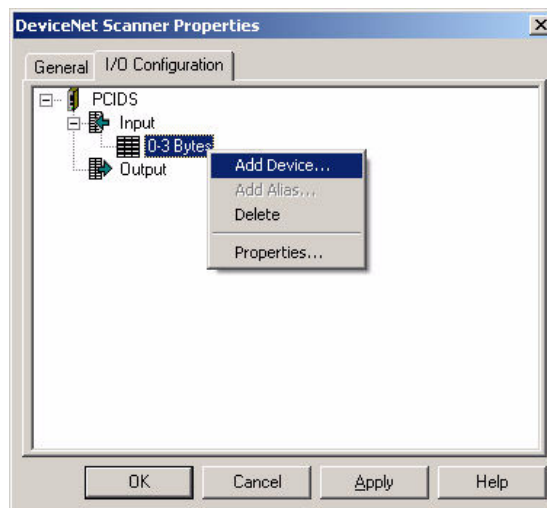 DeviceNet Scanner Properties
General I/O Configuration
PCIDS
Input
0-3 Bytes
Output
Add Device...
Add Alias...
Delete
Properties...
OK Cancel Apply Help